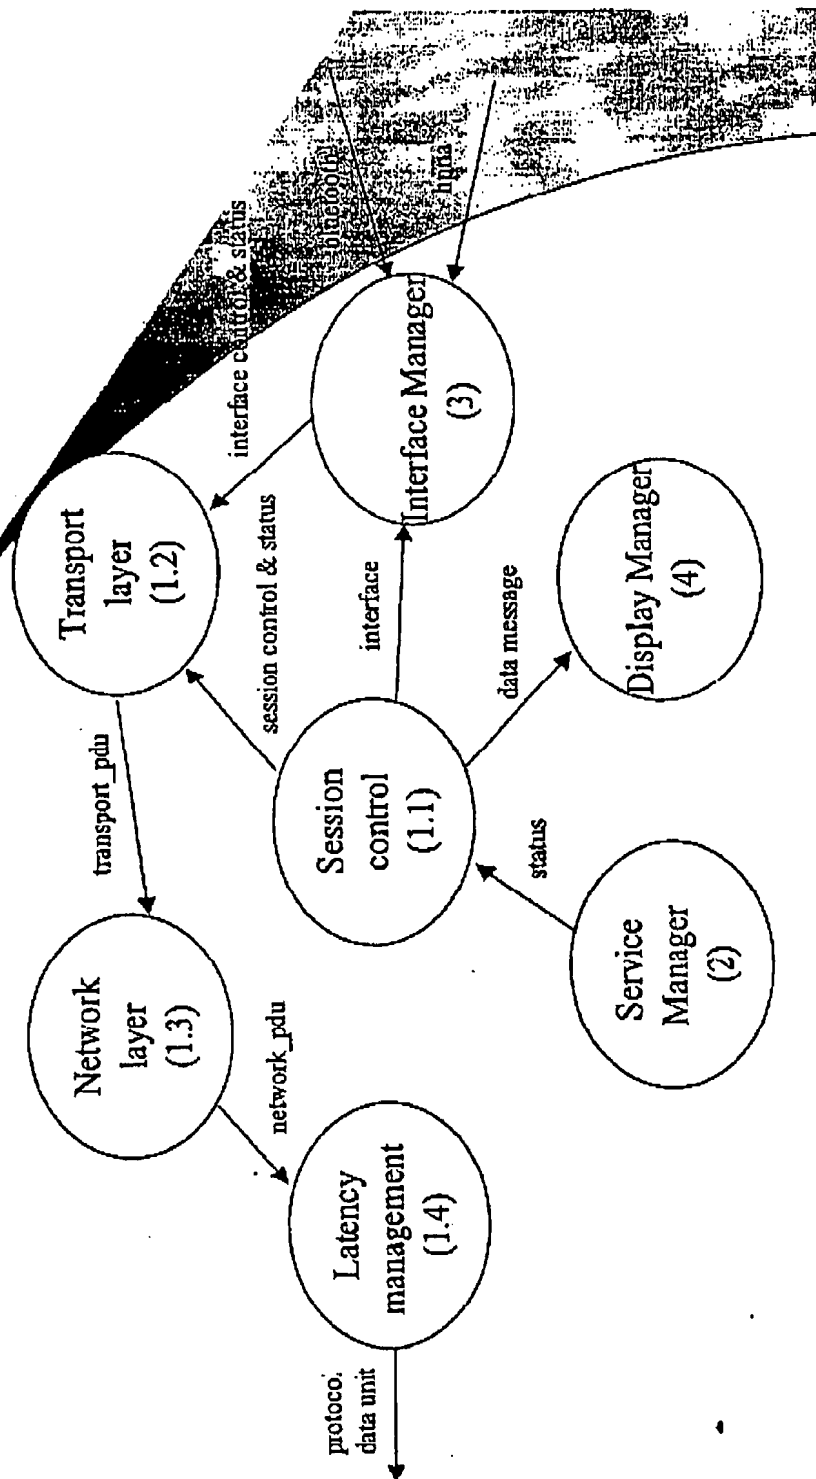 protoco.
data unit
Latency
management
(1.4)
network_pdu
Network
layer
(1.3)
transport_pdu
Transport
layer
(1.2)
Service
Manager
(2)
status
Session
control
(1.1)
session control & status
interface
data message
Display Manager
(4)
interface control & status
Interface Manager
(3)
bluetooth
hpna